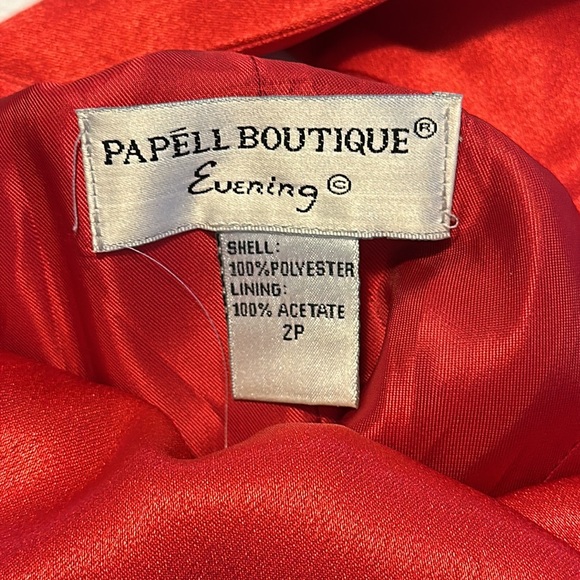 PAPÉLL BOUTIQUE®
Evening ©
SHELL:
100%POLYESTER
LINING:
100% ACETATE
2P